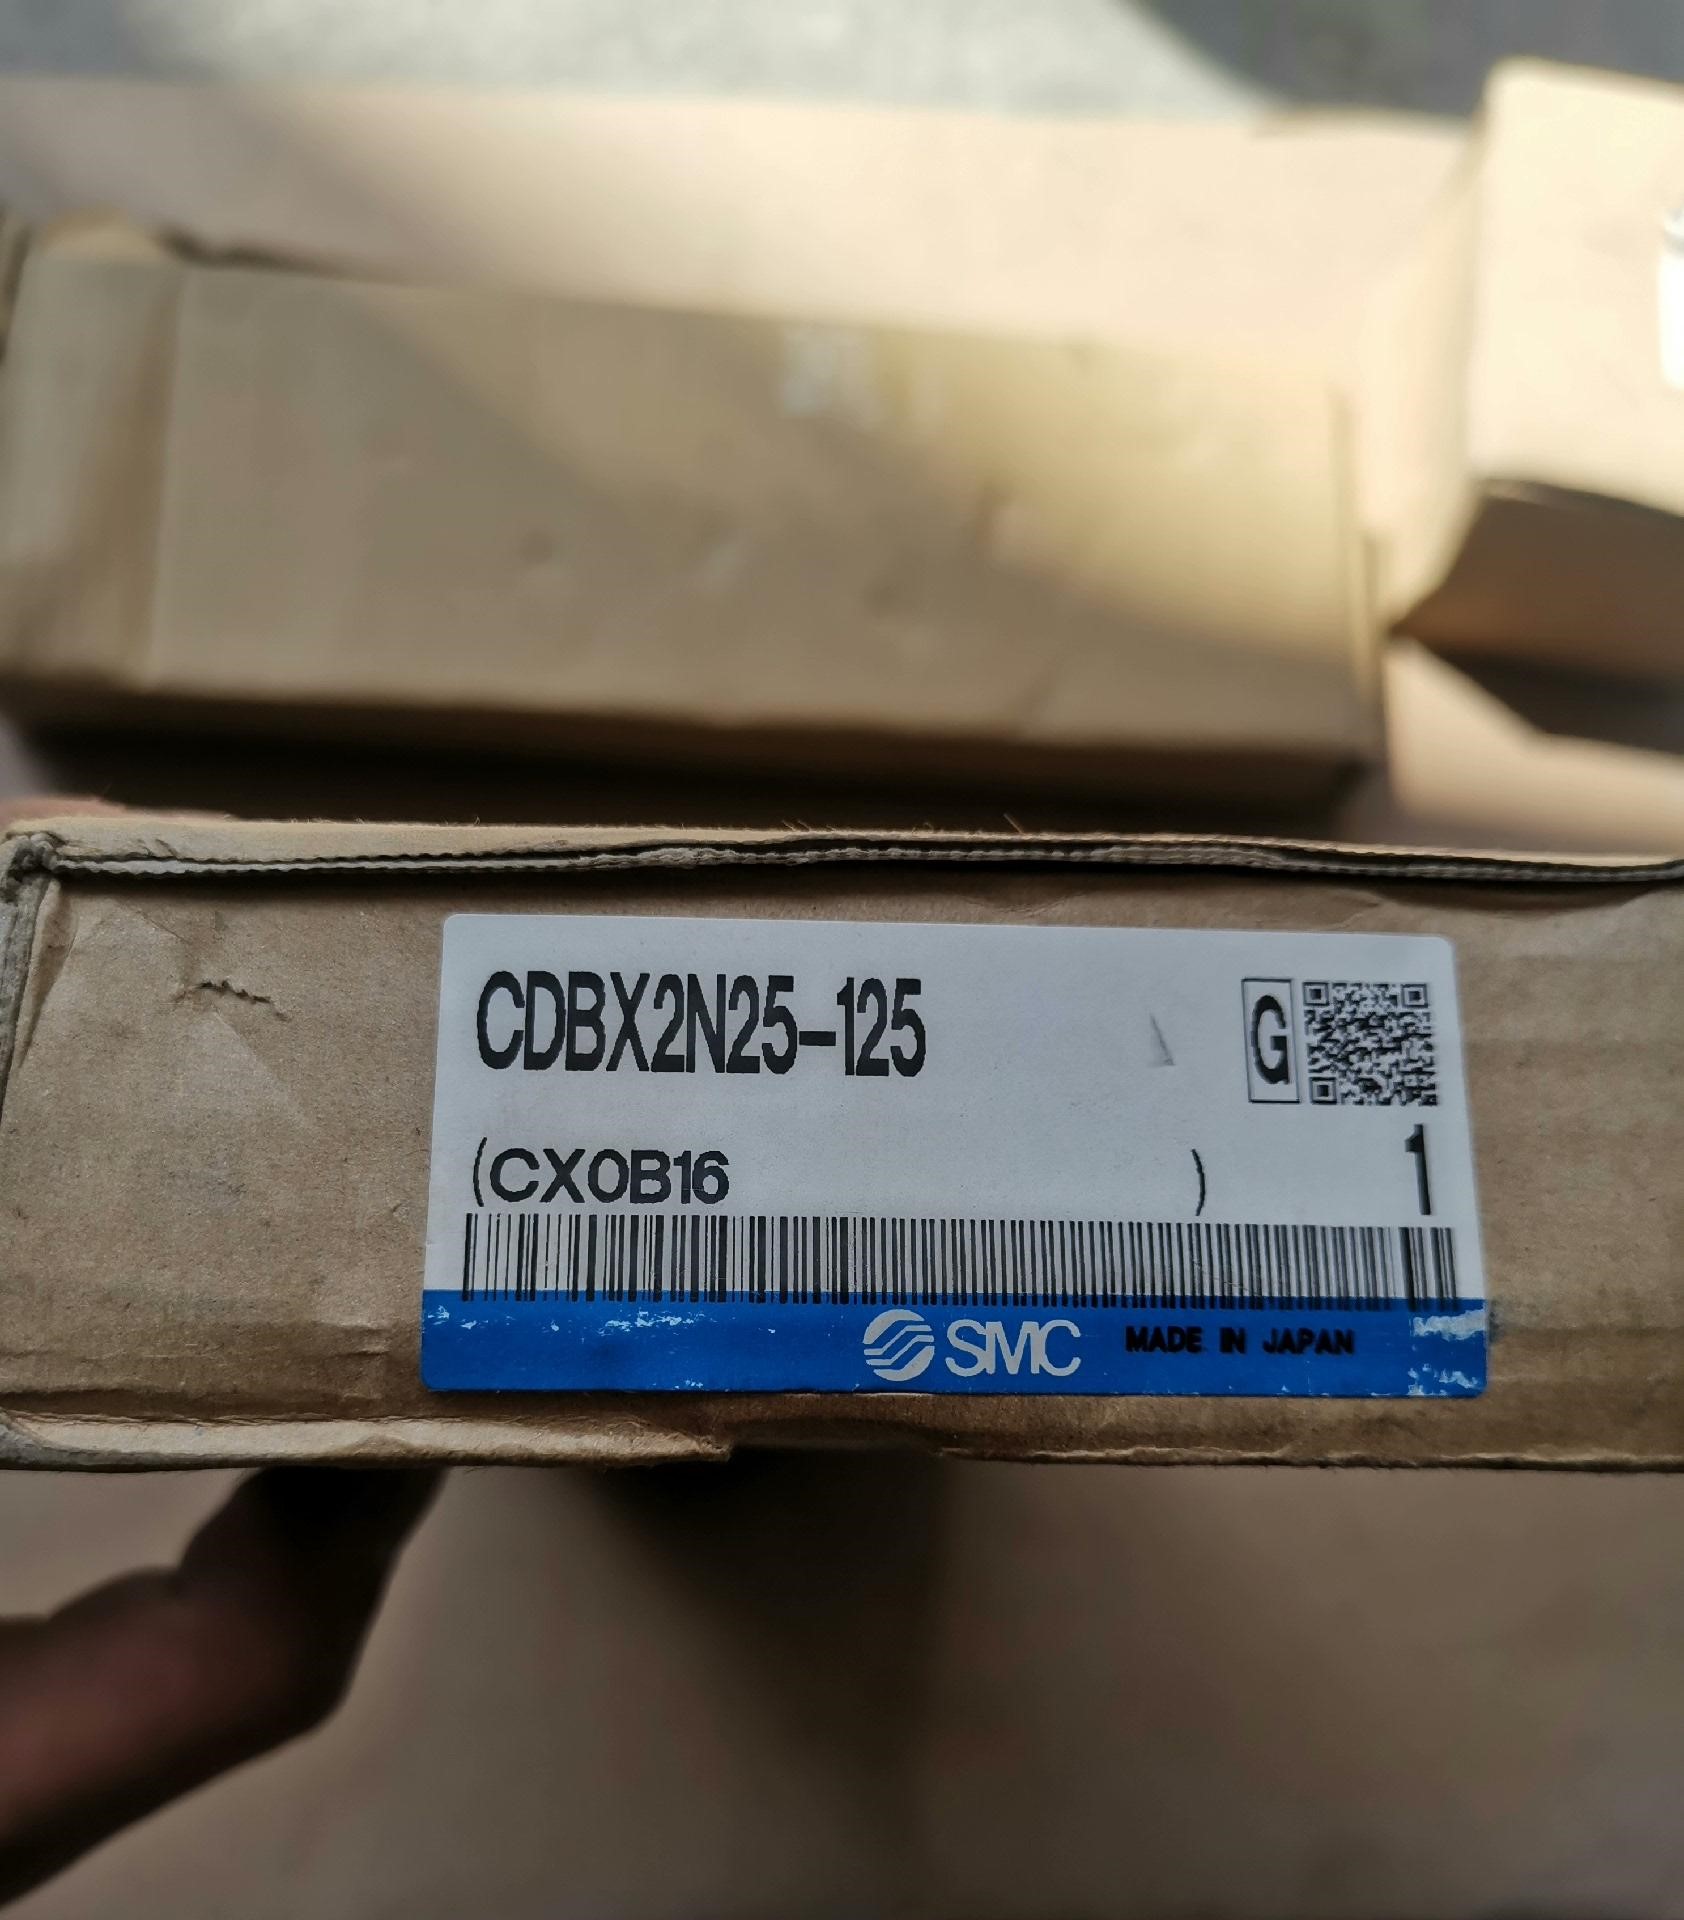 CDBX2N25-125
G
(CX0B16 )
1
SMC MADE IN JAPAN